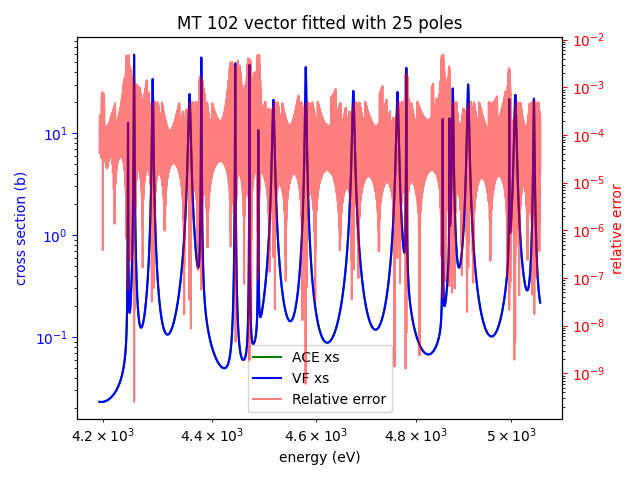 MT 102 vector fitted with 25 poles
cross section (b)
10¹
10⁰
10⁻¹
10⁻²
10⁻³
10⁻⁴
10⁻⁵
10⁻⁶
10⁻⁷
10⁻⁸
10⁻⁹
relative error
ACE xs
VF xs
Relative error
4.2 × 10³ 4.4 × 10³ 4.6 × 10³ 4.8 × 10³ 5 × 10³
energy (eV)